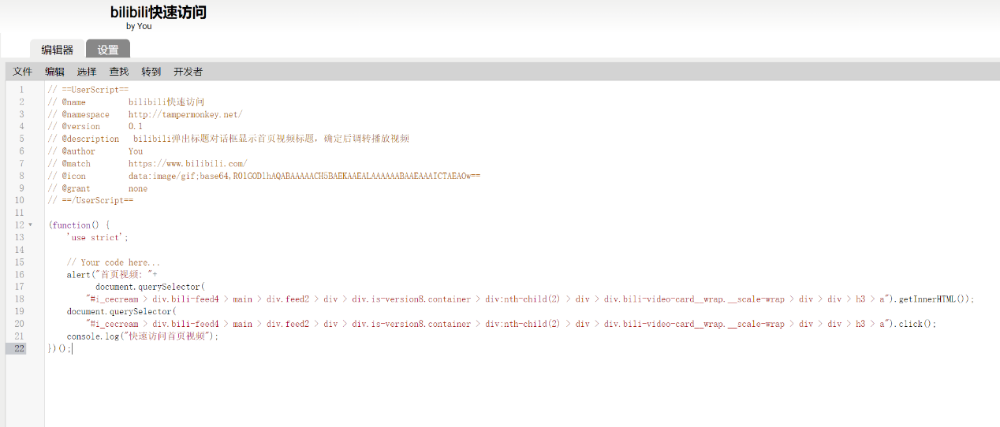 bilibili快速访问
by You
编辑器 设置
文件 编辑 选择 查找 转到 开发者
1 // ==UserScript==
2 // @name bilibili快速访问
3 // @namespace http://tampermonkey.net/
4 // @version 0.1
5 // @description bilibili弹出标题对话框显示首页视频标题，确定后调转播放视频
6 // @author You
7 // @match https://www.bilibili.com/
8 // @icon data:image/gif;base64,R0lGODlhAQABAAAAACH5BAEKAAEALAAAAAABAAEAAAICTAEAOw==
9 // @grant none
10 // ==/UserScript==
11
12 (function() {
13 'use strict';
14
15 // Your code here...
16 alert("首页视频: "+
17 document.querySelector(
18 "#i_cecream > div.bili-feed4 > main > div.feed2 > div > div.is-version8.container > div:nth-child(2) > div > div.bili-video-card__wrap.__scale-wrap > div > div > h3 > a").getInnerHTML());
19 document.querySelector(
20 "#i_cecream > div.bili-feed4 > main > div.feed2 > div > div.is-version8.container > div:nth-child(2) > div > div.bili-video-card__wrap.__scale-wrap > div > div > h3 > a").click();
21 console.log("快速访问首页视频");
22 })();